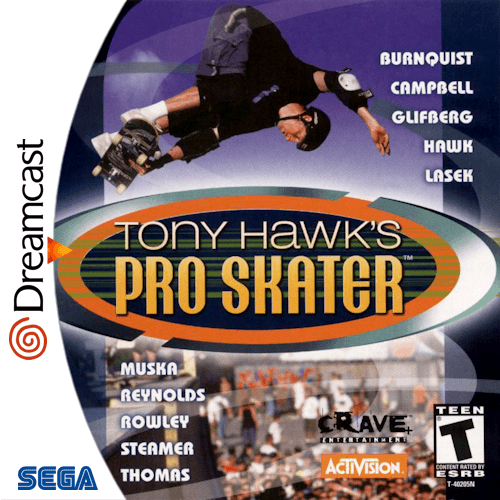 Dreamcast
BURNQUIST
CAMPBELL
GLIFBERG
HAWK
LASEK
TONY HAWK'S
PRO SKATER™
MUSKA
REYNOLDS
ROWLEY
STEAMER
THOMAS
SEGA
CRAVE
ENTERTAINMENT
ACTIVISION.
TEEN
T
CONTENT RATED BY
ESRB
T-40205N